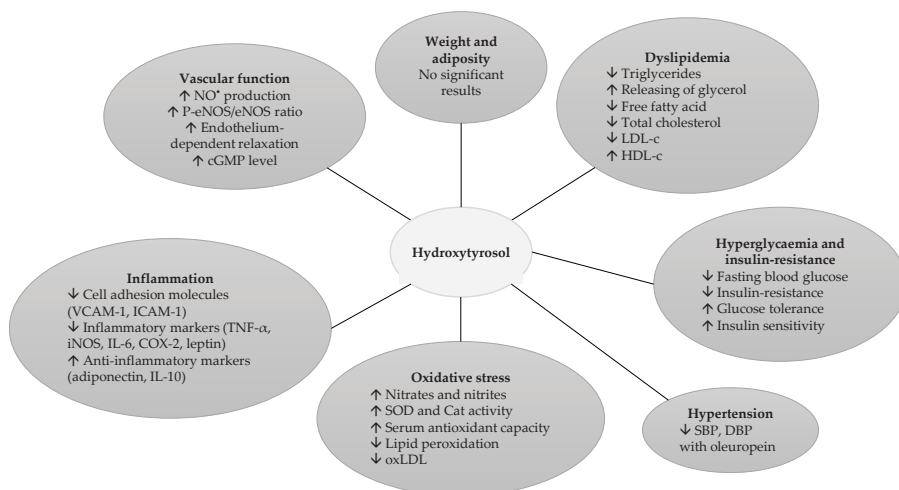 Weight and
adiposity
No significant
results
Vascular function
↑ NO• production
↑ P-eNOS/eNOS ratio
↑ Endothelium-
dependent relaxation
↑ cGMP level
Dyslipidemia
↓ Triglycerides
↑ Releasing of glycerol
↓ Free fatty acid
↓ Total cholesterol
↓ LDL-c
↑ HDL-c
Hydroxytyrosol
Hyperglycaemia and
insulin-resistance
↓ Fasting blood glucose
↓ Insulin-resistance
↑ Glucose tolerance
↑ Insulin sensitivity
Inflammation
↓ Cell adhesion molecules
(VCAM-1, ICAM-1)
↓ Inflammatory markers (TNF-α,
iNOS, IL-6, COX-2, leptin)
↑ Anti-inflammatory markers
(adiponectin, IL-10)
Oxidative stress
↑ Nitrates and nitrites
↑ SOD and Cat activity
↑ Serum antioxidant capacity
↓ Lipid peroxidation
↓ oxLDL
Hypertension
↓ SBP, DBP
with oleuropein